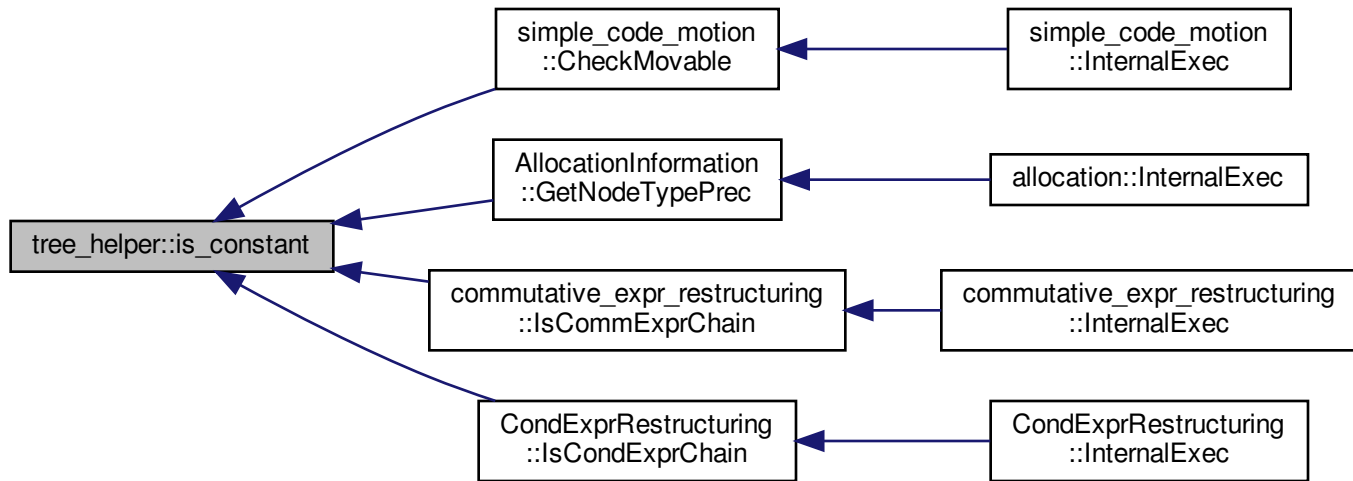 tree_helper::is_constant
simple_code_motion
::CheckMovable
simple_code_motion
::InternalExec
AllocationInformation
::GetNodeTypePrec
allocation::InternalExec
commutative_expr_restructuring
::IsCommExprChain
commutative_expr_restructuring
::InternalExec
CondExprRestructuring
::IsCondExprChain
CondExprRestructuring
::InternalExec